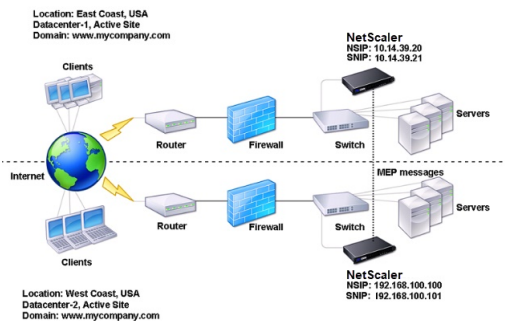 Location: East Coast, USA
Datacenter-1, Active Site
Domain: www.mycompany.com
NetScaler
NSIP: 10.14.39.20
SNIP: 10.14.39.21
Clients
Router
Firewall
Switch
Servers
Internet
MEP messages
Router
Firewall
Switch
Servers
Clients
NetScaler
NSIP: 192.168.100.100
SNIP: I92.168.100.101
Location: West Coast, USA
Datacenter-2, Active Site
Domain: www.mycompany.com